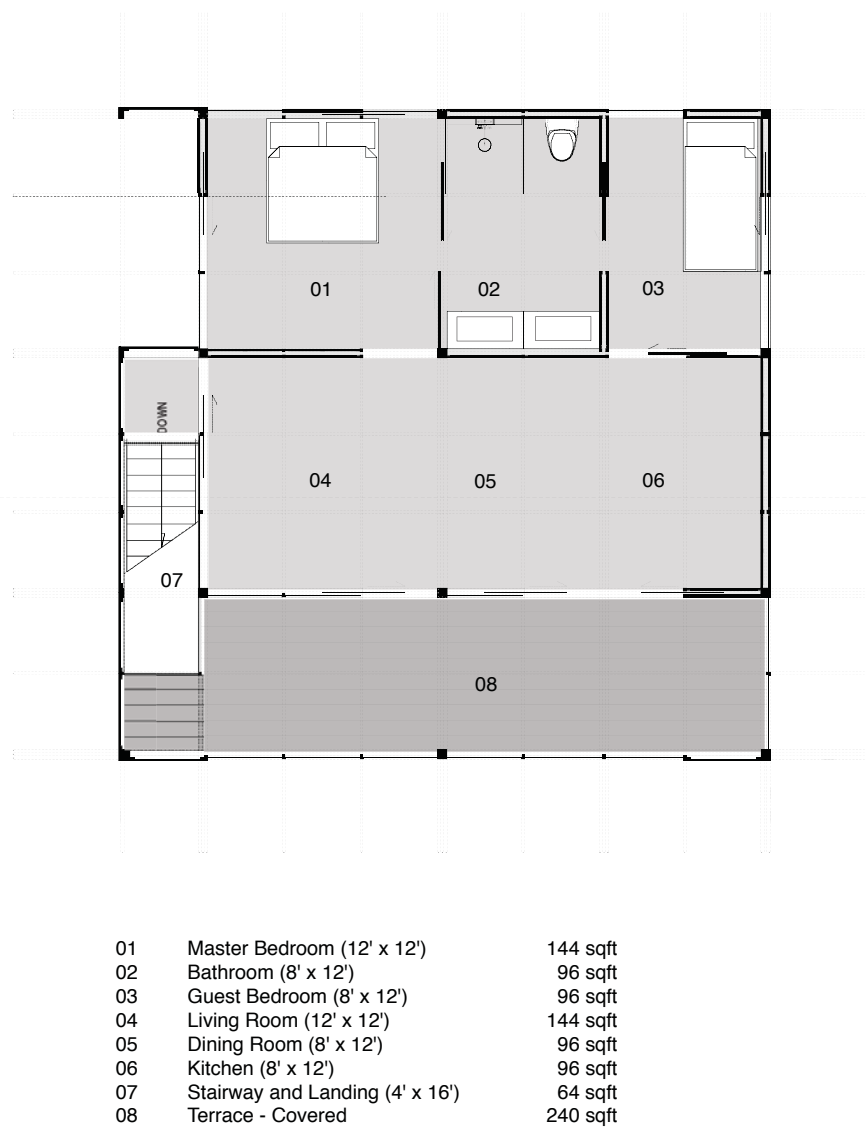 01
02
03
DOWN
04
05
06
07
08
01 Master Bedroom (12' x 12') 144 sqft
02 Bathroom (8' x 12') 96 sqft
03 Guest Bedroom (8' x 12') 96 sqft
04 Living Room (12' x 12') 144 sqft
05 Dining Room (8' x 12') 96 sqft
06 Kitchen (8' x 12') 96 sqft
07 Stairway and Landing (4' x 16') 64 sqft
08 Terrace - Covered 240 sqft